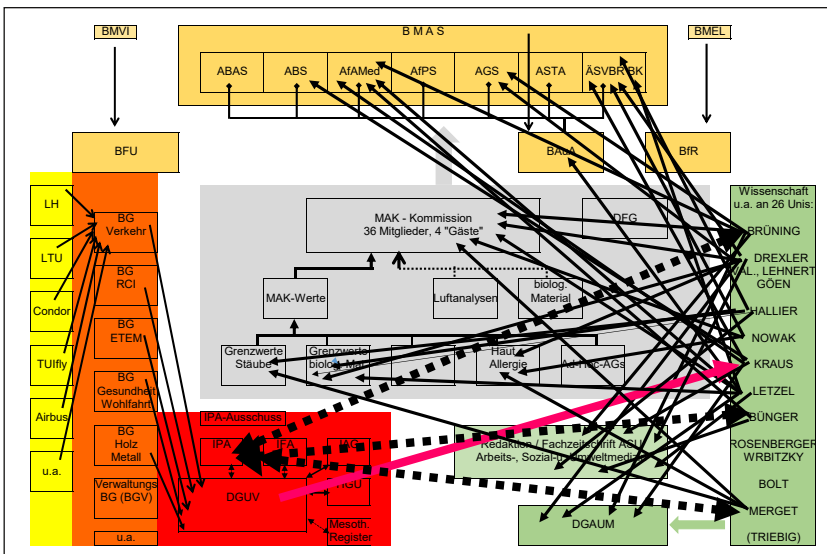 BMVI
B M A S
BMEL
ABAS
ABS
AfAMed
AfPS
AGS
ASTA
ÄSVBR BK
BFU
BAuA
BfR
LH
LTU
Condor
TUIfly
Airbus
u.a.
BG
Verkehr
BG
RCI
BG
ETEM
BG
Gesundheit
Wohlfahrt
BG
Holz
Metall
Verwaltungs
BG (BGV)
u.a.
MAK - Kommission
36 Mitglieder, 4 "Gäste"
DFG
MAK-Werte
Luftanalysen
biolog.
Material
Grenzwerte
Stäube
Grenzwerte
biolog. Mat.
Haut
Allergie
Ad-Hoc-AGs
IPA-Ausschuss
IPA
IFA
IAG
DGUV
Mesoth.
Register
Redaktion / Fachzeitschrift ASU
Arbeits-, Sozial-u. Umweltmedizin
DGAUM
Wissenschaft
u.a. an 26 Unis:
BRÜNING
DREXLER
VAL., LEHNERT
GÖEN
HALLIER
NOWAK
KRAUS
LETZEL
BÜNGER
ROSENBERGER
WRBITZKY
BOLT
MERGET
(TRIEBIG)